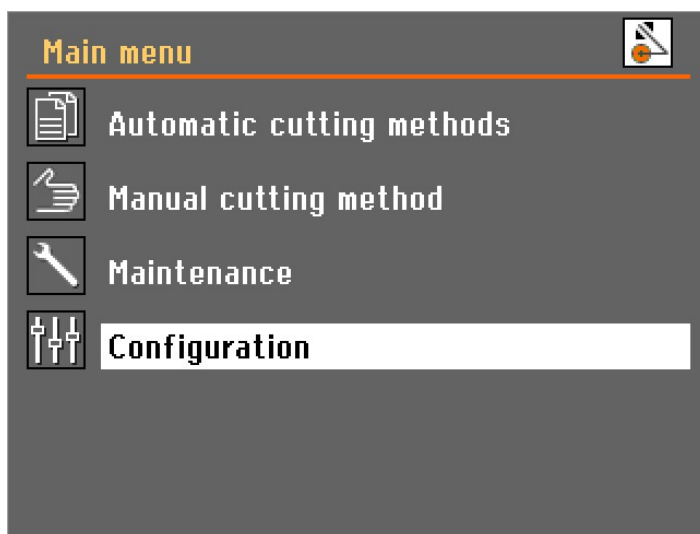 Main menu
Automatic cutting methods
Manual cutting method
Maintenance
Configuration